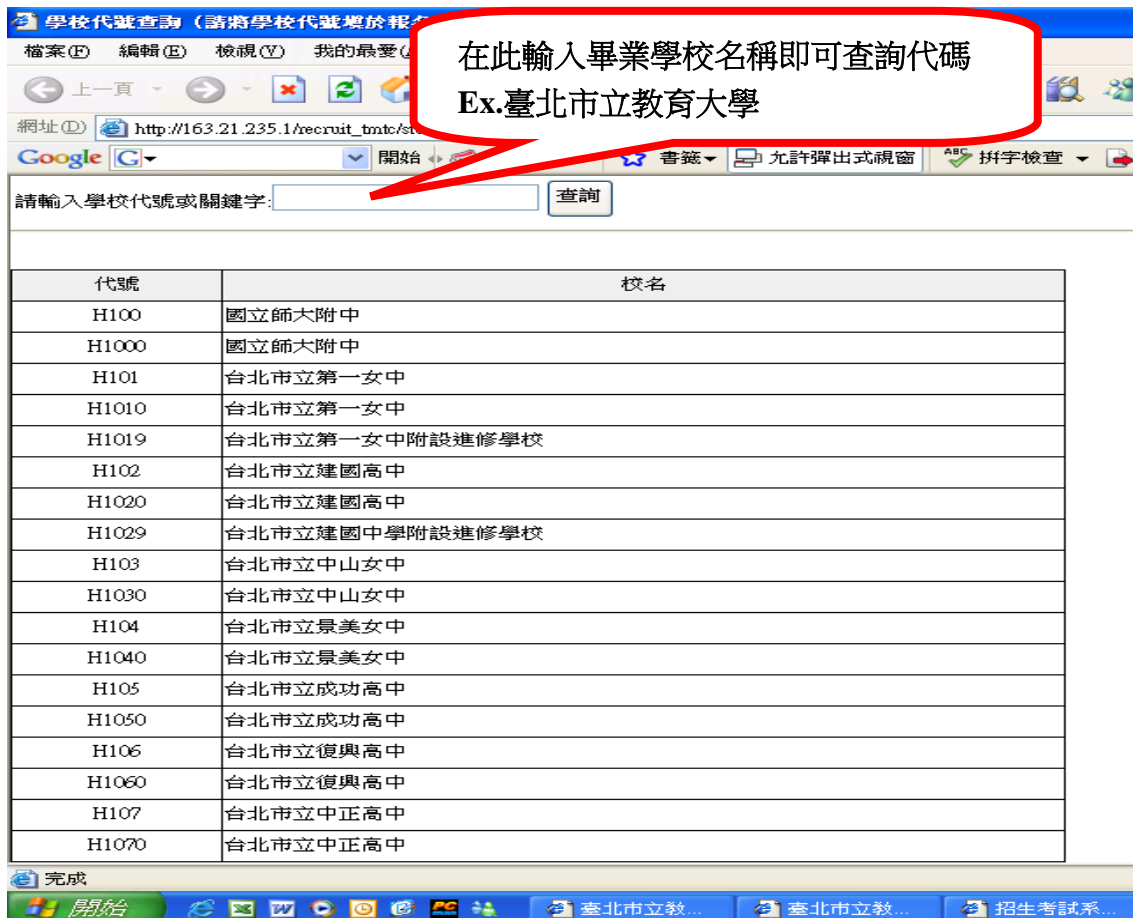 學校代號查詢（請將學校代號填於報名
檔案(F) 編輯(E) 檢視(V) 我的最愛(
在此輸入畢業學校名稱即可查詢代碼
Ex.臺北市立教育大學
上一頁
網址(D) http://163.21.235.1/recruit_tmtc/
Google G 開始 書籤 允許彈出式視窗 ABC 拼字檢查
請輸入學校代號或關鍵字: 查詢
代號 校名
H100 國立師大附中
H1000 國立師大附中
H101 台北市立第一女中
H1010 台北市立第一女中
H1019 台北市立第一女中附設進修學校
H102 台北市立建國高中
H1020 台北市立建國高中
H1029 台北市立建國中學附設進修學校
H103 台北市立中山女中
H1030 台北市立中山女中
H104 台北市立景美女中
H1040 台北市立景美女中
H105 台北市立成功高中
H1050 台北市立成功高中
H106 台北市立復興高中
H1060 台北市立復興高中
H107 台北市立中正高中
H1070 台北市立中正高中
完成
開始 臺北市立教... 臺北市立教... 招生考試系...